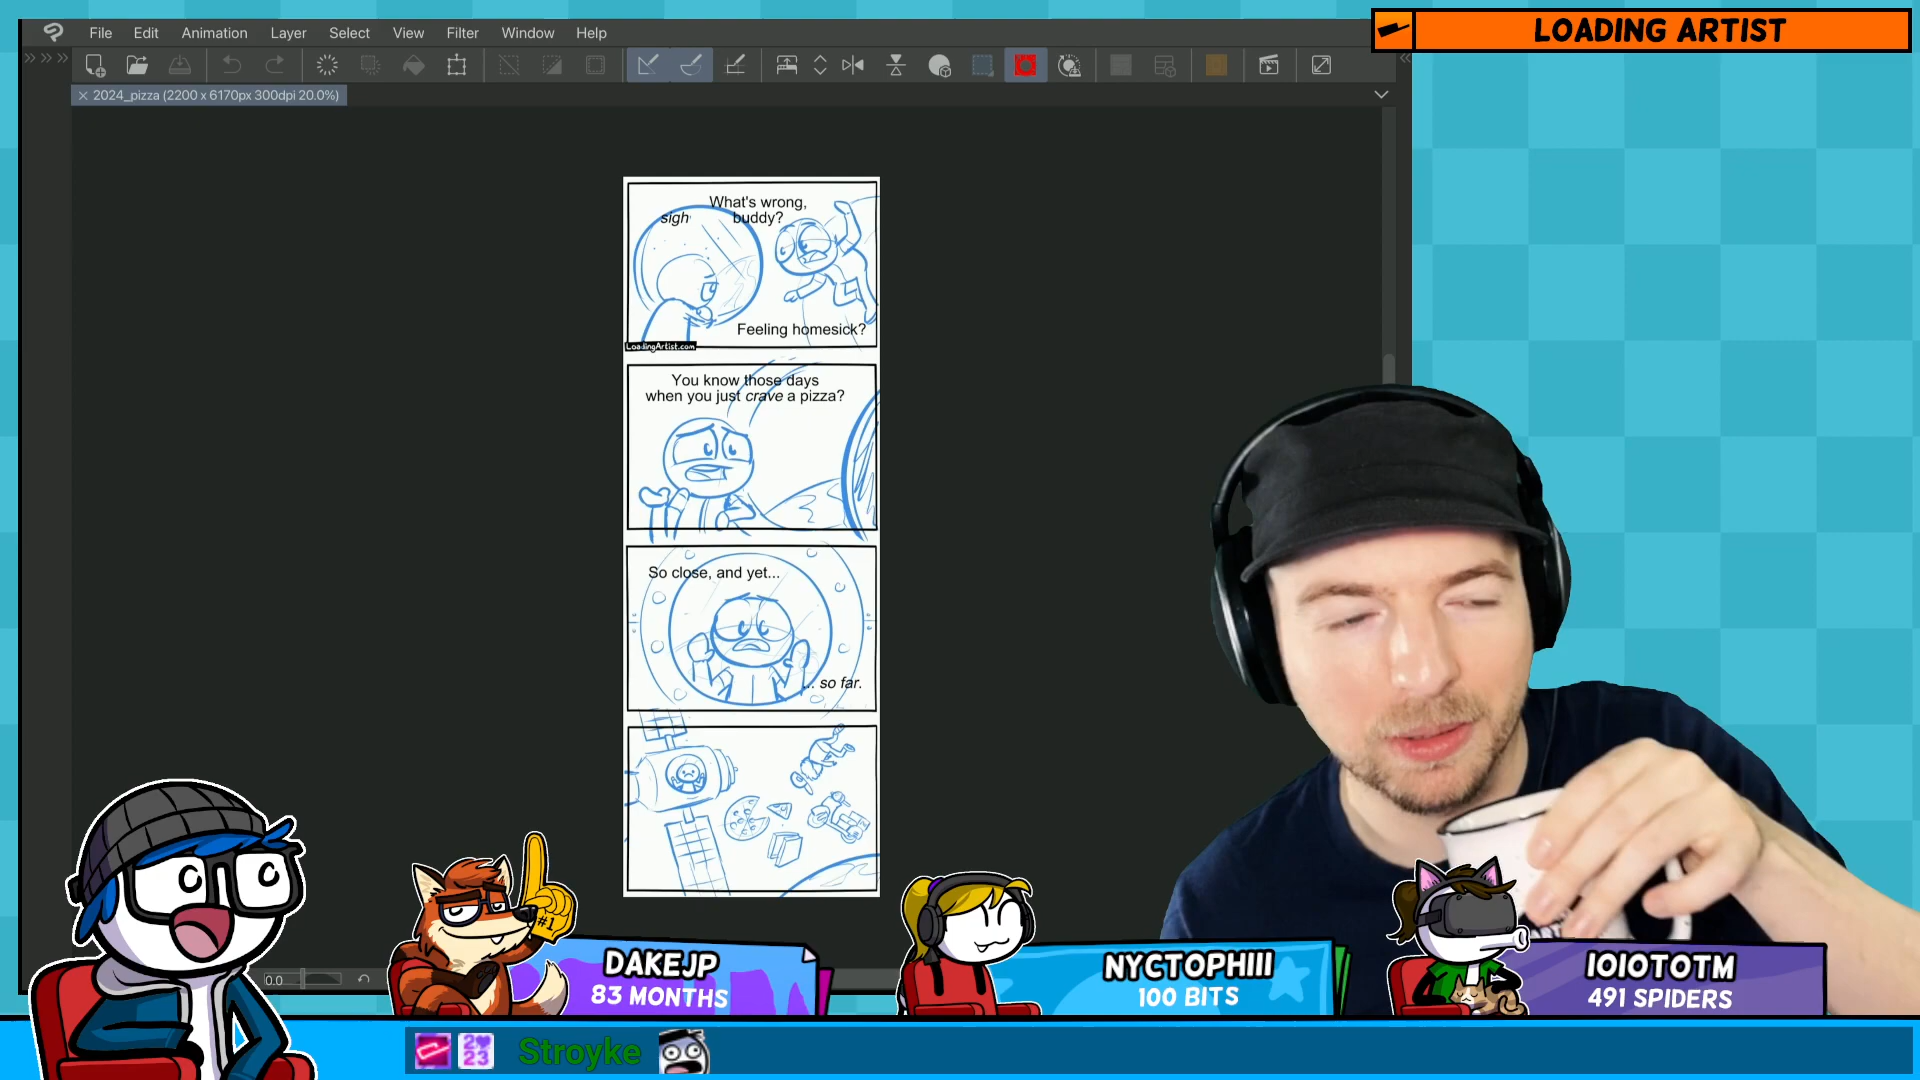 File Edit Animation Layer Select View Filter Window Help
LOADING ARTIST
2024_pizza (2200 x 6170px 300dpi 20.0%)
What's wrong,
sigh
buddy?
Feeling homesick?
LoadingArtist.com
You know those days
when you just crave a pizza?
So close, and yet...
... so far.
0.0
#1
DAKEJP
83 MONTHS
NYCTOPHIII
100 BITS
IOIOTOTM
491 SPIDERS
2023
Stroyke